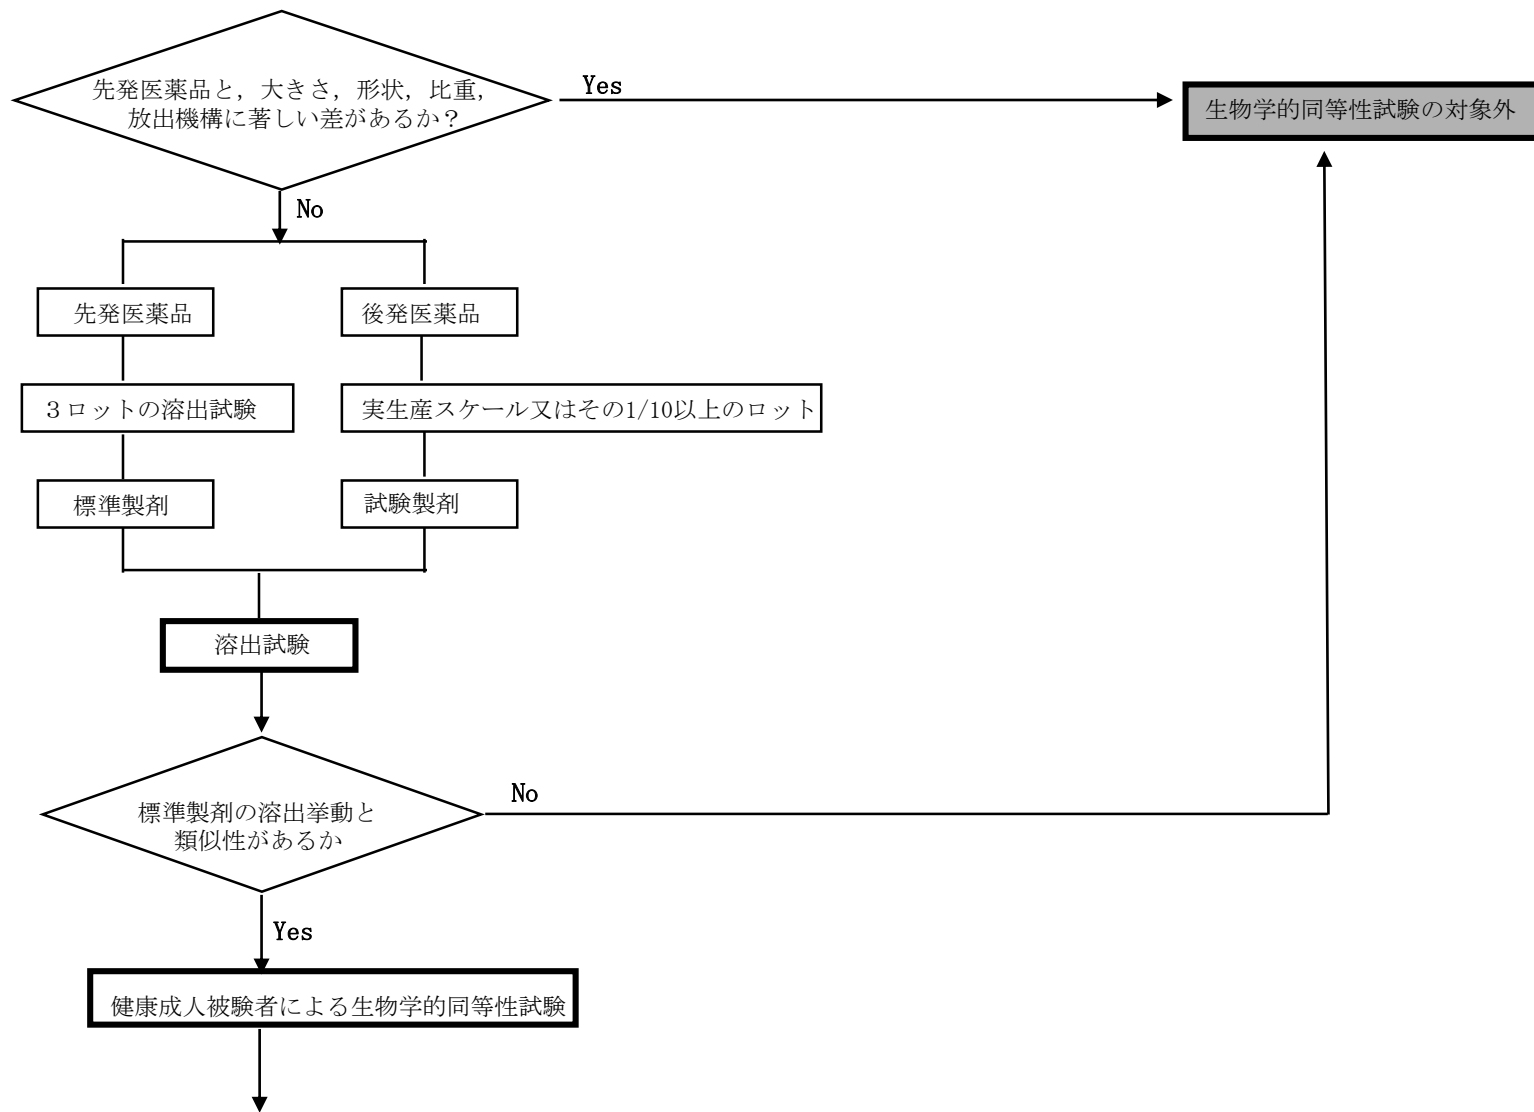 先発医薬品と，大きさ，形状，比重，
放出機構に著しい差があるか？
Yes
生物学的同等性試験の対象外
No
先発医薬品
後発医薬品
３ロットの溶出試験
実生産スケール又はその1/10以上のロット
標準製剤
試験製剤
溶出試験
標準製剤の溶出挙動と
類似性があるか
No
Yes
健康成人被験者による生物学的同等性試験